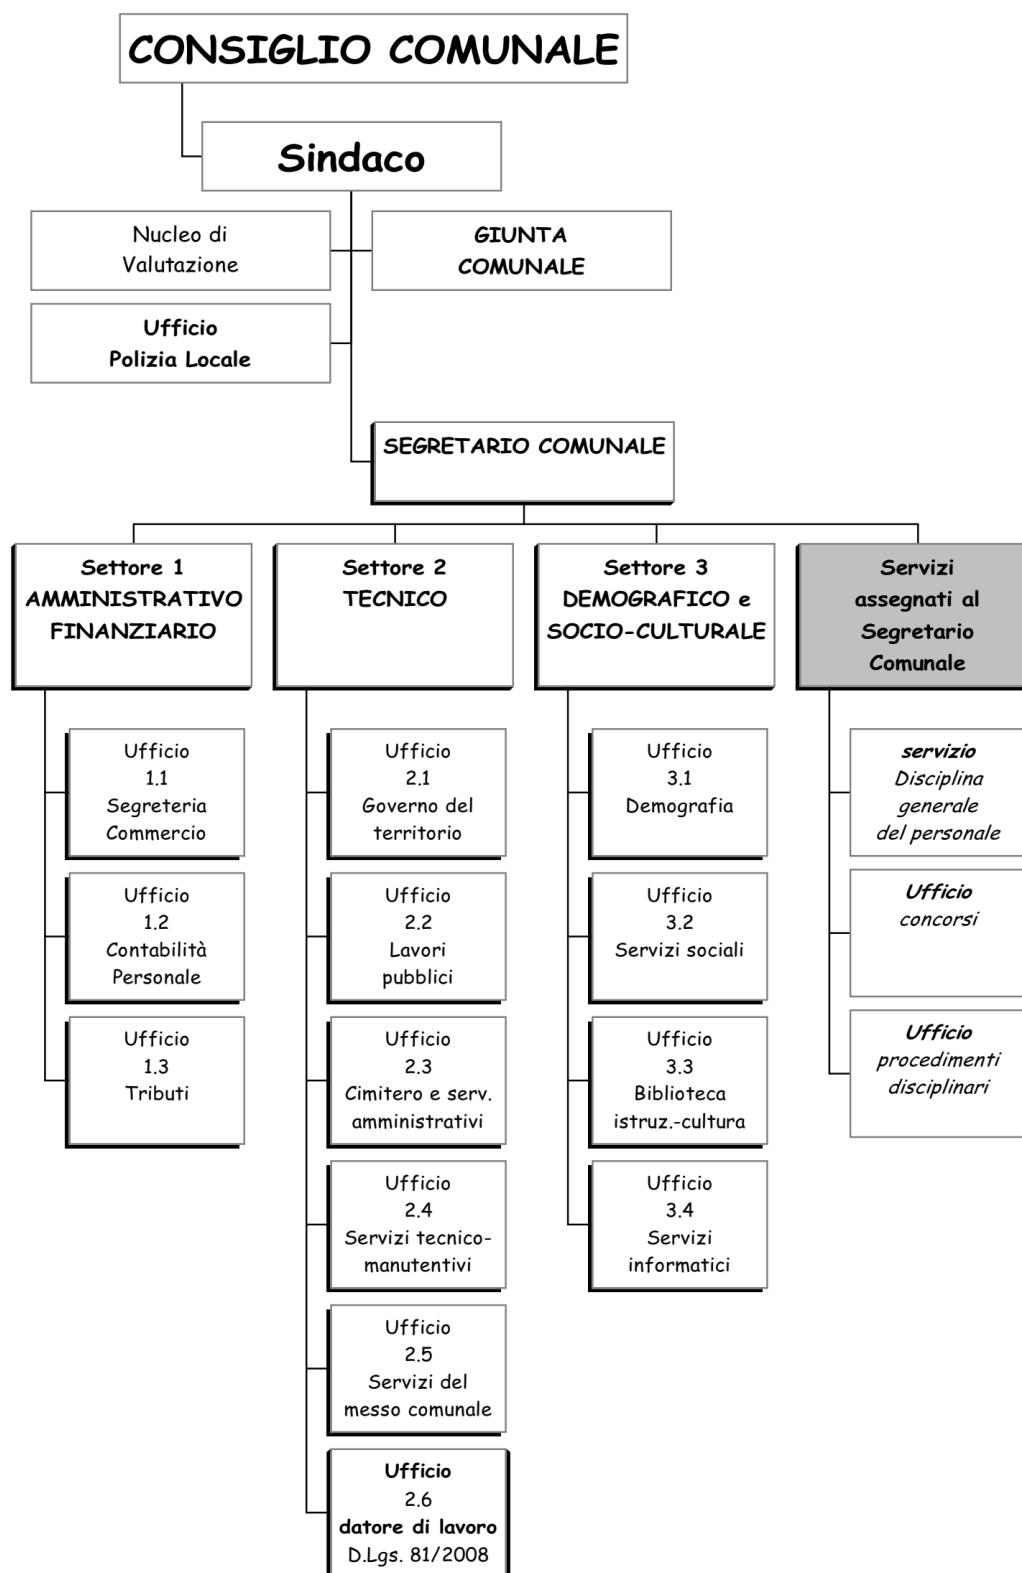 CONSIGLIO COMUNALE
Sindaco
Nucleo di
Valutazione
GIUNTA
COMUNALE
Ufficio
Polizia Locale
SEGRETARIO COMUNALE
Settore 1
AMMINISTRATIVO
FINANZIARIO
Settore 2
TECNICO
Settore 3
DEMOGRAFICO e
SOCIO-CULTURALE
Servizi
assegnati al
Segretario
Comunale
Ufficio
1.1
Segreteria
Commercio
Ufficio
1.2
Contabilità
Personale
Ufficio
1.3
Tributi
Ufficio
2.1
Governo del
territorio
Ufficio
2.2
Lavori
pubblici
Ufficio
2.3
Cimitero e serv.
amministrativi
Ufficio
2.4
Servizi tecnico-
manutentivi
Ufficio
2.5
Servizi del
messo comunale
Ufficio
2.6
datore di lavoro
D.Lgs. 81/2008
Ufficio
3.1
Demografia
Ufficio
3.2
Servizi sociali
Ufficio
3.3
Biblioteca
istruz.-cultura
Ufficio
3.4
Servizi
informatici
servizio
Disciplina
generale
del personale
Ufficio
concorsi
Ufficio
procedimenti
disciplinari